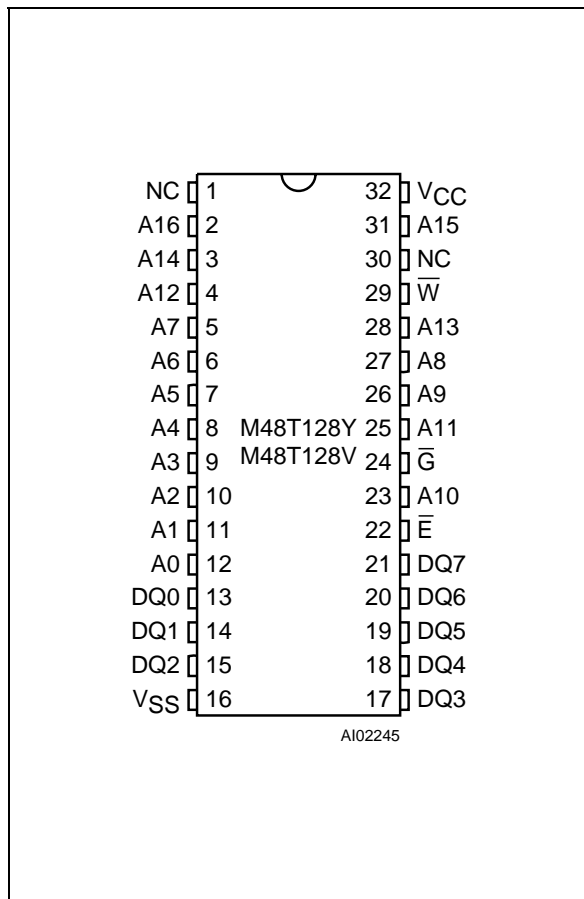 NC 1 32 VCC
A16 2 31 A15
A14 3 30 NC
A12 4 29 W̅
A7 5 28 A13
A6 6 27 A8
A5 7 26 A9
A4 8 M48T128Y 25 A11
A3 9 M48T128V 24 G̅
A2 10 23 A10
A1 11 22 E̅
A0 12 21 DQ7
DQ0 13 20 DQ6
DQ1 14 19 DQ5
DQ2 15 18 DQ4
VSS 16 17 DQ3
AI02245